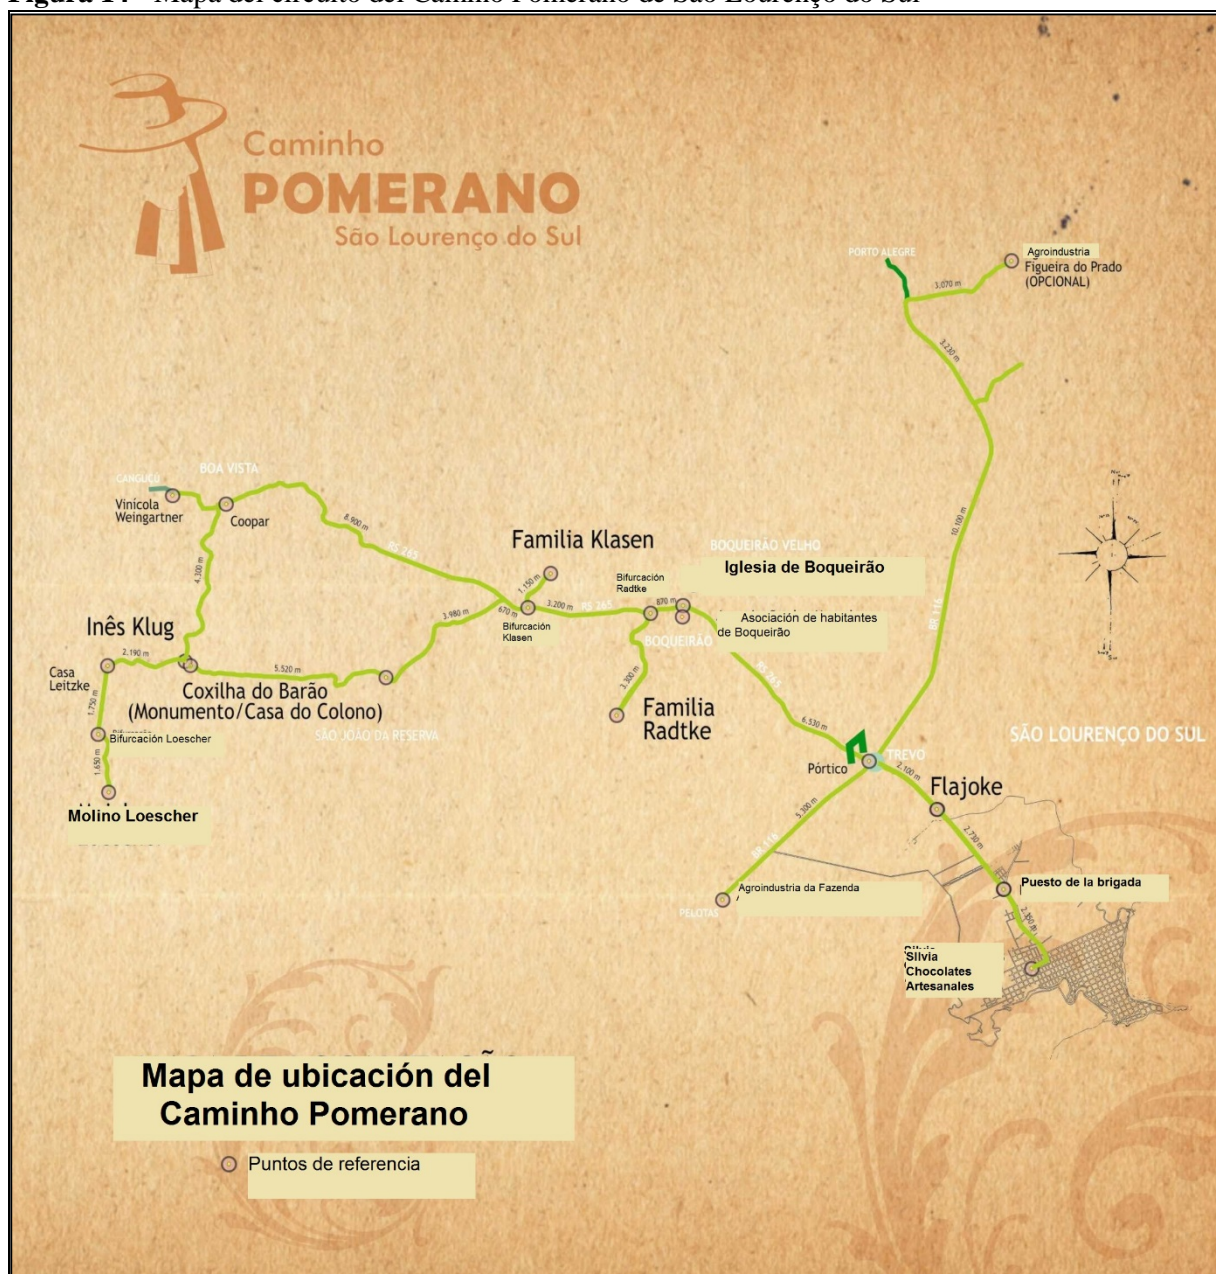 Mapa del circuito del Camino Pomerano de São Lourenço do Sul
Caminho
POMERANO
São Lourenço do Sul
PORTO ALEGRE
Agroindustria
Figueira do Prado
(OPCIONAL)
3.070 m
3.230 m
10.100 m
BR 116
CANGUÇÚ
BOA VISTA
Vinícola
Weingartner
Coopar
8.900 m
RS 265
4.300 m
Familia Klasen
1.150 m
BOQUEIRÃO VELHO
Iglesia de Boqueirão
Bifurcación
Radtke
670 m
3.200 m
RS 265
870 m
Bifurcación
Klasen
Asociación de habitantes
de Boqueirão
BOQUEIRÃO
3.980 m
Inês Klug
2.190 m
5.520 m
Casa
Leitzke
Coxilha do Barão
(Monumento/Casa do Colono)
SÃO JOÃO DA RESERVA
1.750 m
Bifurcación Loescher
1.650 m
Molino Loescher
3.300 m
Familia
Radtke
RS 265
6.530 m
SÃO LOURENÇO DO SUL
TREVO
Pórtico
2.100 m
Flajoke
5.300 m
BR 116
2.730 m
Agroindustria da Fazenda
PELOTAS
Puesto de la brigada
Silvia
Chocolates
Artesanales
Mapa de ubicación del
Caminho Pomerano
Puntos de referencia